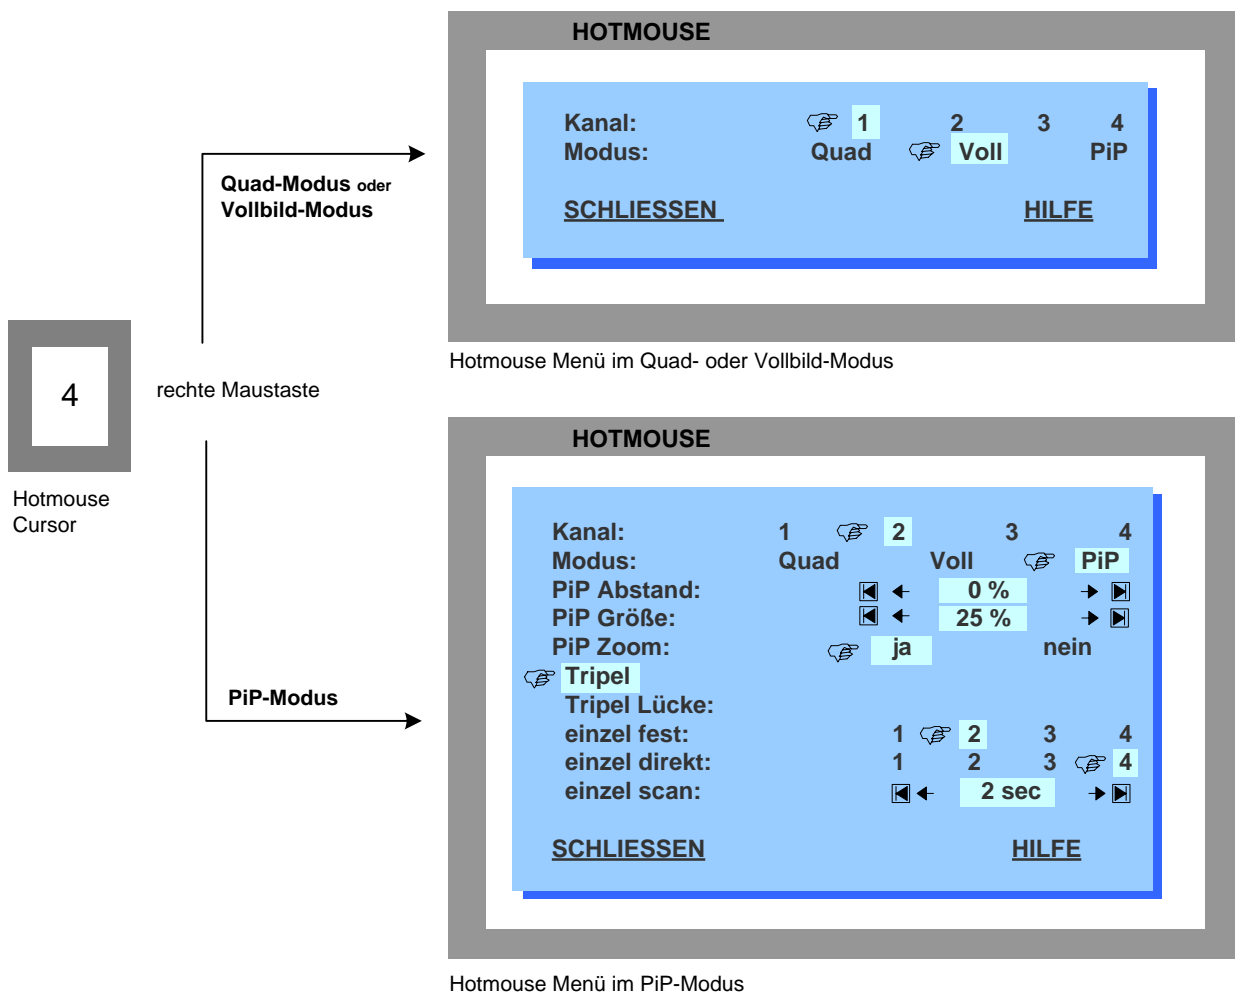 HOTMOUSE
Kanal: 1 2 3 4
Modus: Quad Voll PiP
SCHLIESSEN HILFE
Quad-Modus oder
Vollbild-Modus
Hotmouse Menü im Quad- oder Vollbild-Modus
4
rechte Maustaste
Hotmouse
Cursor
HOTMOUSE
Kanal: 1 2 3 4
Modus: Quad Voll PiP
PiP Abstand: 0 %
PiP Größe: 25 %
PiP Zoom: ja nein
Tripel
Tripel Lücke:
einzel fest: 1 2 3 4
einzel direkt: 1 2 3 4
einzel scan: 2 sec
SCHLIESSEN HILFE
PiP-Modus
Hotmouse Menü im PiP-Modus